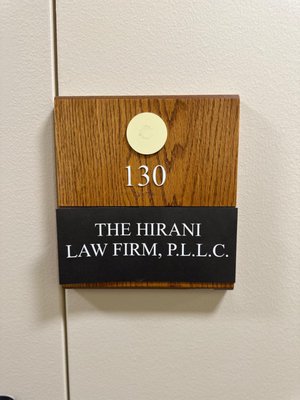 130
THE HIRANI
LAW FIRM, P.L.L.C.